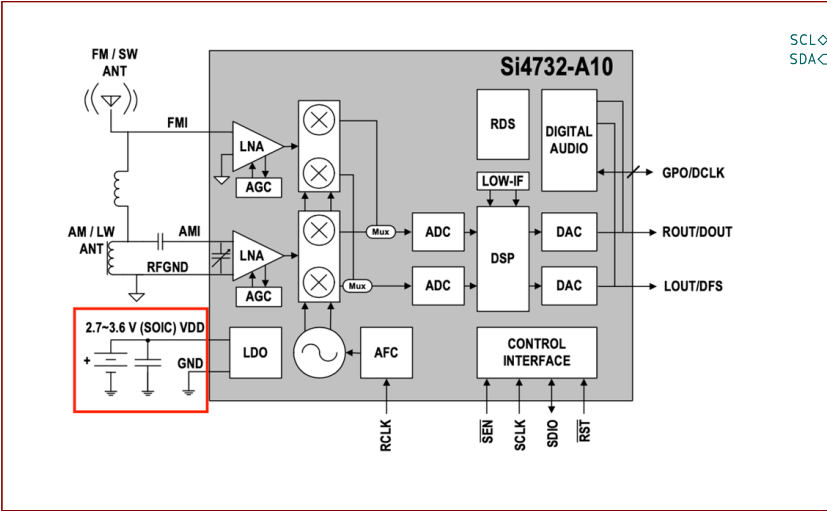 SCL
SDA
FM / SW
ANT
Si4732-A10
FMI
LNA
AGC
RDS
DIGITAL
AUDIO
LOW-IF
GPO/DCLK
AM / LW
ANT
AMI
RFGND
LNA
AGC
Mux
Mux
ADC
ADC
DSP
DAC
DAC
ROUT/DOUT
LOUT/DFS
2.7~3.6 V (SOIC) VDD
+
GND
LDO
AFC
CONTROL
INTERFACE
RCLK
SEN
SCLK
SDIO
RST